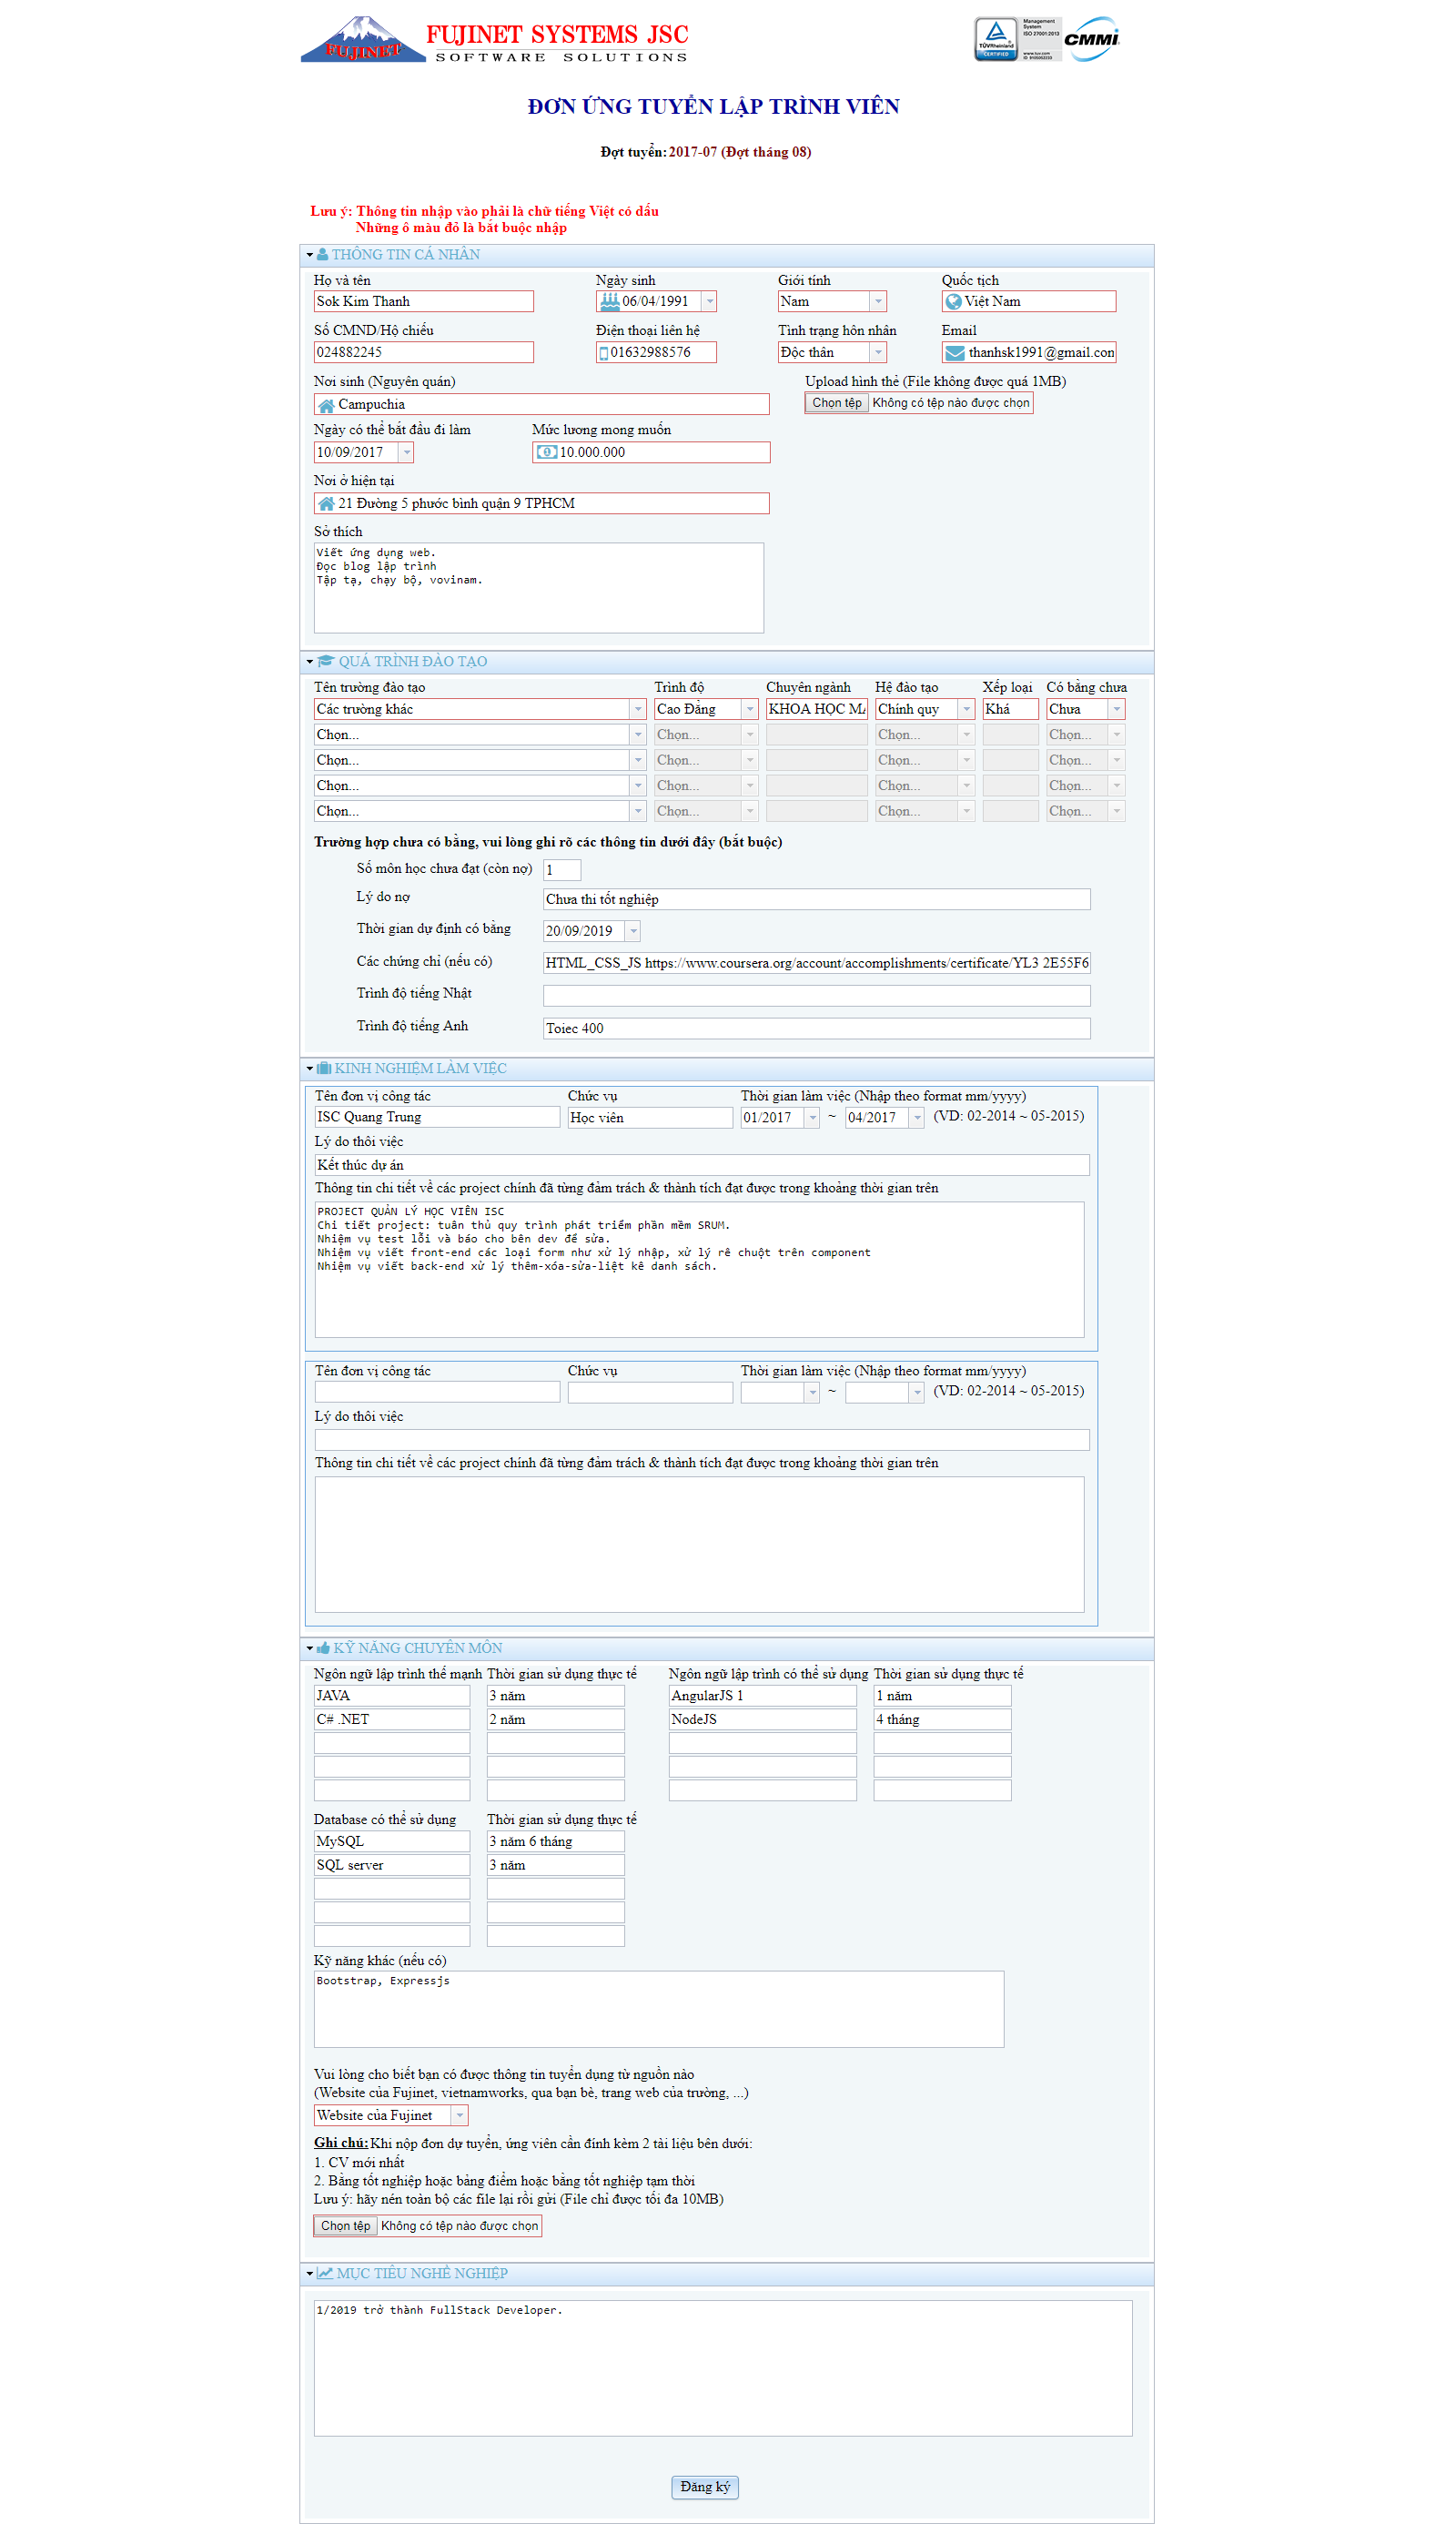 FUJINET FUJINET SYSTEMS JSC
SOFTWARE SOLUTIONS
TÜVRheinland
CERTIFIED
Management
System
ISO 27001:2013
www.tuv.com
CMMI
ĐƠN ỨNG TUYỂN LẬP TRÌNH VIÊN
Đợt tuyển: 2017-07 (Đợt tháng 08)
Lưu ý: Thông tin nhập vào phải là chữ tiếng Việt có dấu
Những ô màu đỏ là bắt buộc nhập
THÔNG TIN CÁ NHÂN
Họ và tên Ngày sinh Giới tính Quốc tịch
Sok Kim Thanh 06/04/1991 Nam Việt Nam
Số CMND/Hộ chiếu Điện thoại liên hệ Tình trạng hôn nhân Email
024882245 01632988576 Độc thân thanhsk1991@gmail.con
Nơi sinh (Nguyên quán) Upload hình thẻ (File không được quá 1MB)
Campuchia Chọn tệp Không có tệp nào được chọn
Ngày có thể bắt đầu đi làm Mức lương mong muốn
10/09/2017 10.000.000
Nơi ở hiện tại
21 Đường 5 phước bình quận 9 TPHCM
Sở thích
Viết ứng dụng web.
Đọc blog lập trình
Tập tạ, chạy bộ, vovinam.
QUÁ TRÌNH ĐÀO TẠO
Tên trường đào tạo Trình độ Chuyên ngành Hệ đào tạo Xếp loại Có bằng chưa
Các trường khác Cao Đẳng KHOA HỌC MÁ Chính quy Khá Chưa
Chọn... Chọn... Chọn... Chọn...
Chọn... Chọn... Chọn... Chọn...
Chọn... Chọn... Chọn... Chọn...
Chọn... Chọn... Chọn... Chọn...
Trường hợp chưa có bằng, vui lòng ghi rõ các thông tin dưới đây (bắt buộc)
Số môn học chưa đạt (còn nợ) 1
Lý do nợ Chưa thi tốt nghiệp
Thời gian dự định có bằng 20/09/2019
Các chứng chỉ (nếu có) HTML_CSS_JS https://www.coursera.org/account/accomplishments/certificate/YL3 2E55F6
Trình độ tiếng Nhật
Trình độ tiếng Anh Toiec 400
KINH NGHIỆM LÀM VIỆC
Tên đơn vị công tác Chức vụ Thời gian làm việc (Nhập theo format mm/yyyy)
ISC Quang Trung Học viên 01/2017 ~ 04/2017 (VD: 02-2014 ~ 05-2015)
Lý do thôi việc
Kết thúc dự án
Thông tin chi tiết về các project chính đã từng đảm trách & thành tích đạt được trong khoảng thời gian trên
PROJECT QUẢN LÝ HỌC VIÊN ISC
Chi tiết project: tuân thủ quy trình phát triểm phần mềm SRUM.
Nhiệm vụ test lỗi và báo cho bên dev để sửa.
Nhiệm vụ viết front-end các loại form như xử lý nhập, xử lý rê chuột trên component
Nhiệm vụ viết back-end xử lý thêm-xóa-sửa-liệt kê danh sách.
Tên đơn vị công tác Chức vụ Thời gian làm việc (Nhập theo format mm/yyyy)
~ (VD: 02-2014 ~ 05-2015)
Lý do thôi việc
Thông tin chi tiết về các project chính đã từng đảm trách & thành tích đạt được trong khoảng thời gian trên
KỸ NĂNG CHUYÊN MÔN
Ngôn ngữ lập trình thế mạnh Thời gian sử dụng thực tế Ngôn ngữ lập trình có thể sử dụng Thời gian sử dụng thực tế
JAVA 3 năm AngularJS 1 1 năm
C# .NET 2 năm NodeJS 4 tháng
Database có thể sử dụng Thời gian sử dụng thực tế
MySQL 3 năm 6 tháng
SQL server 3 năm
Kỹ năng khác (nếu có)
Bootstrap, Expressjs
Vui lòng cho biết bạn có được thông tin tuyển dụng từ nguồn nào
(Website của Fujinet, vietnamworks, qua bạn bè, trang web của trường, ...)
Website của Fujinet
Ghi chú: Khi nộp đơn dự tuyển, ứng viên cần đính kèm 2 tài liệu bên dưới:
1. CV mới nhất
2. Bằng tốt nghiệp hoặc bảng điểm hoặc bằng tốt nghiệp tạm thời
Lưu ý: hãy nén toàn bộ các file lại rồi gửi (File chỉ được tối đa 10MB)
Chọn tệp Không có tệp nào được chọn
MỤC TIÊU NGHỀ NGHIỆP
1/2019 trở thành FullStack Developer.
Đăng ký